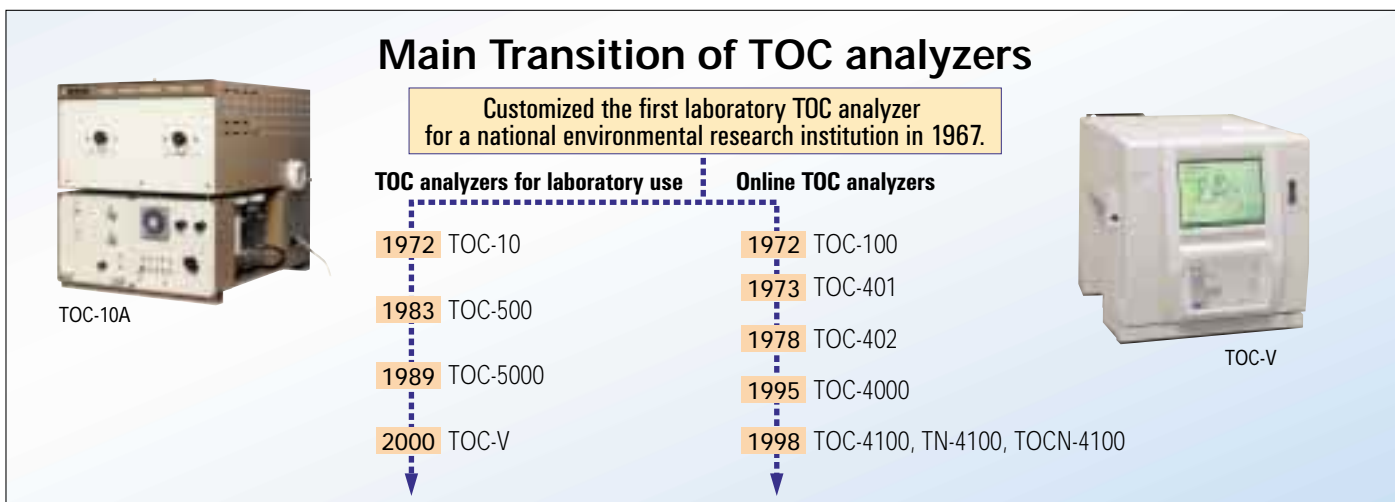 Main Transition of TOC analyzers
Customized the first laboratory TOC analyzer
for a national environmental research institution in 1967.
TOC analyzers for laboratory use
1972 TOC-10
1983 TOC-500
1989 TOC-5000
2000 TOC-V
Online TOC analyzers
1972 TOC-100
1973 TOC-401
1978 TOC-402
1995 TOC-4000
1998 TOC-4100, TN-4100, TOCN-4100
TOC-10A
TOC-V